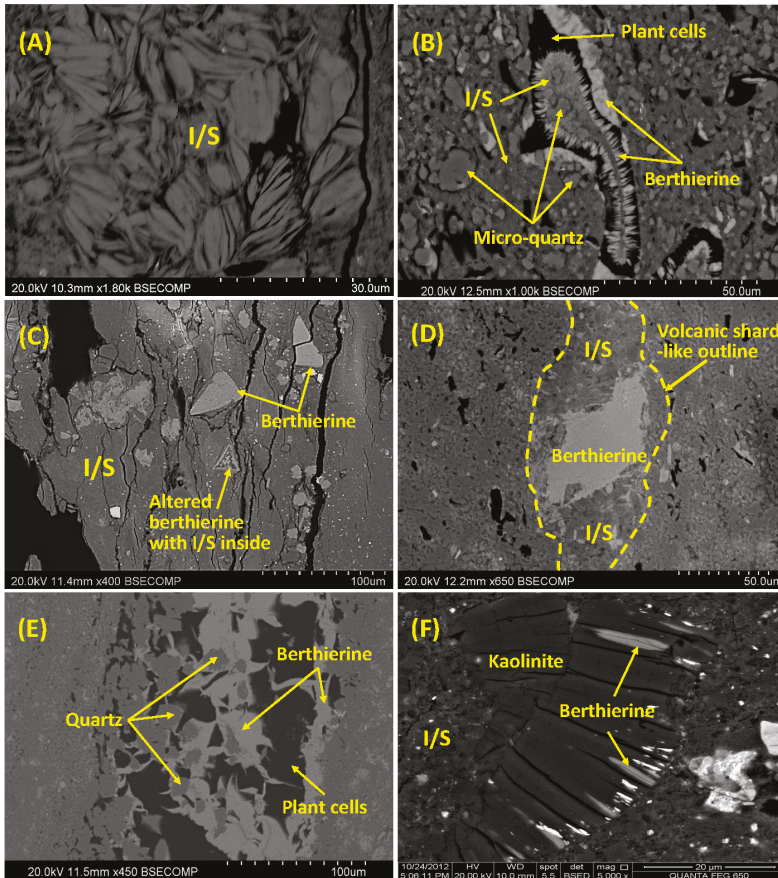 (A)
I/S
20.0kV 10.3mm x1.80k BSECOMP
30.0um
(B)
Plant cells
I/S
Berthierine
Micro-quartz
20.0kV 12.5mm x1.00k BSECOMP
50.0um
(C)
Berthierine
I/S
Altered
berthierine
with I/S inside
20.0kV 11.4mm x400 BSECOMP
100um
(D)
I/S
Volcanic shard
-like outline
Berthierine
I/S
20.0kV 12.2mm x650 BSECOMP
50.0um
(E)
Berthierine
Quartz
Plant cells
20.0kV 11.5mm x450 BSECOMP
100um
(F)
Kaolinite
Berthierine
I/S
10/24/2012 HV WD spot det mag 20 µm
5:06:11 PM 20.00 kV 10.0 mm 5.5 BSED 5 000 x QUANTA FEG 650